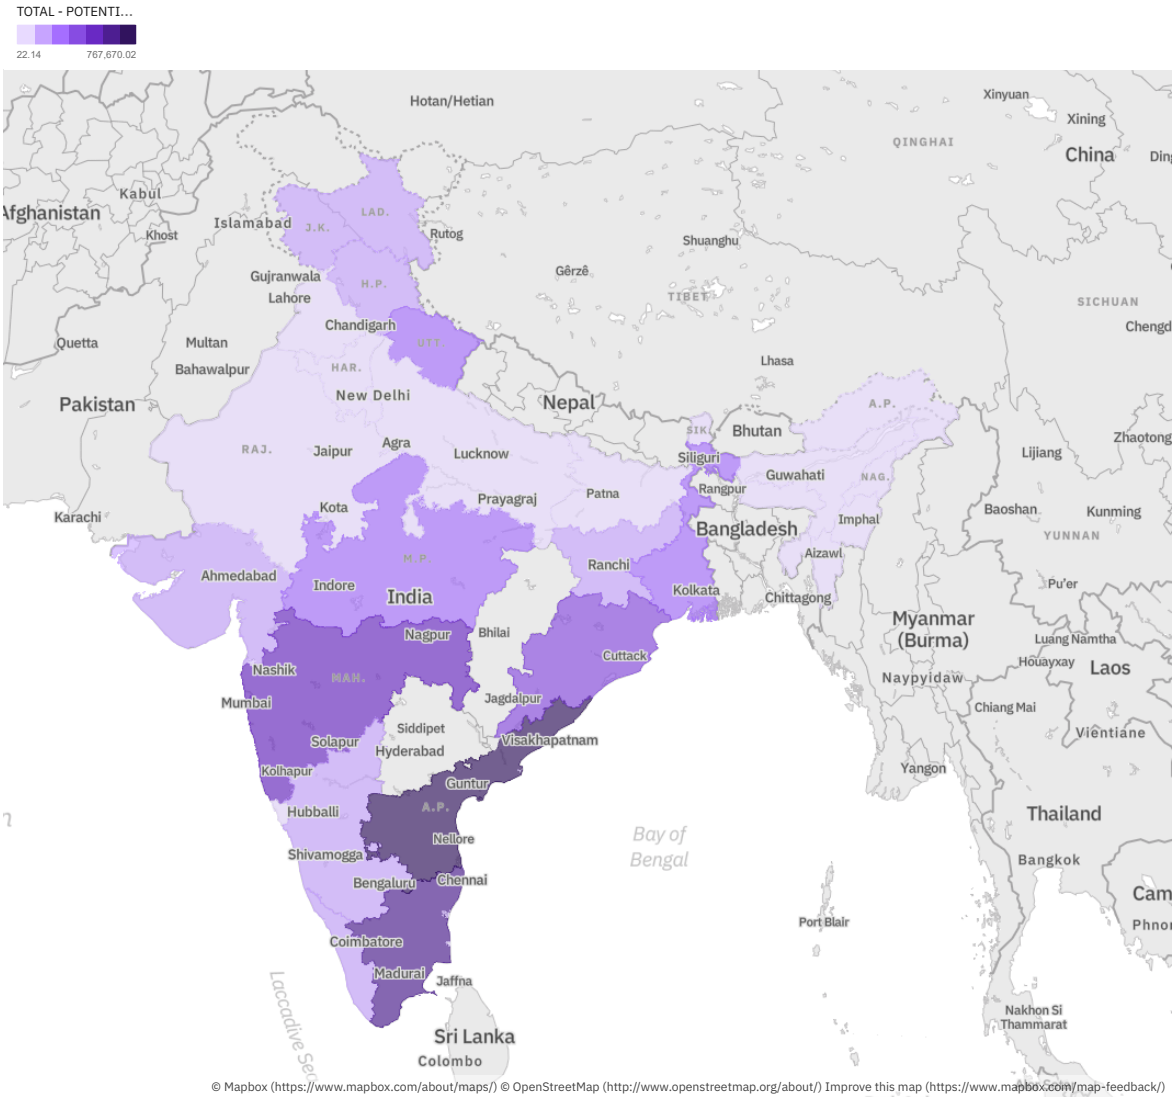 TOTAL - POTENTI...
22.14 767,670.02
Hotan/Hetian
Xinyuan
Xining
QINGHAI
China
Kabul
Afghanistan
Islamabad
LAD.
J.K.
Khost
Rutog
Shuanghu
Gêrzê
Gujranwala
H.P.
Lahore
TIBET
SICHUAN
Chandigarh
Chengd
Quetta
Multan
UTT.
Lhasa
Bahawalpur
HAR.
New Delhi
Pakistan
Nepal
A.P.
SIK.
Bhutan
Zhaotong
RAJ.
Jaipur
Agra
Lucknow
Siliguri
Lijiang
Guwahati
NAG.
Rangpur
Prayagraj
Patna
Kota
Karachi
Imphal
Baoshan
Kunming
Bangladesh
YUNNAN
M.P.
Ranchi
Aizawl
Ahmedabad
Indore
India
Kolkata
Chittagong
Pu'er
Myanmar
(Burma)
Nagpur
Bhilai
Luang Namtha
Cuttack
Houayxay
Laos
Nashik
MAH.
Naypyidaw
Mumbai
Jagdalpur
Chiang Mai
Siddipet
Vientiane
Solapur
Hyderabad
Visakhapatnam
Kolhapur
Yangon
Guntur
Hubballi
A.P.
Thailand
Bay of
Bengal
Nellore
Shivamogga
Bangkok
Bengaluru
Chennai
Cam
Port Blair
Phno
Coimbatore
Madurai
Jaffna
Laccadive Sea
Nakhon Si
Thammarat
Sri Lanka
Colombo
© Mapbox (https://www.mapbox.com/about/maps/) © OpenStreetMap (http://www.openstreetmap.org/about/) Improve this map (https://www.mapbox.com/map-feedback/)